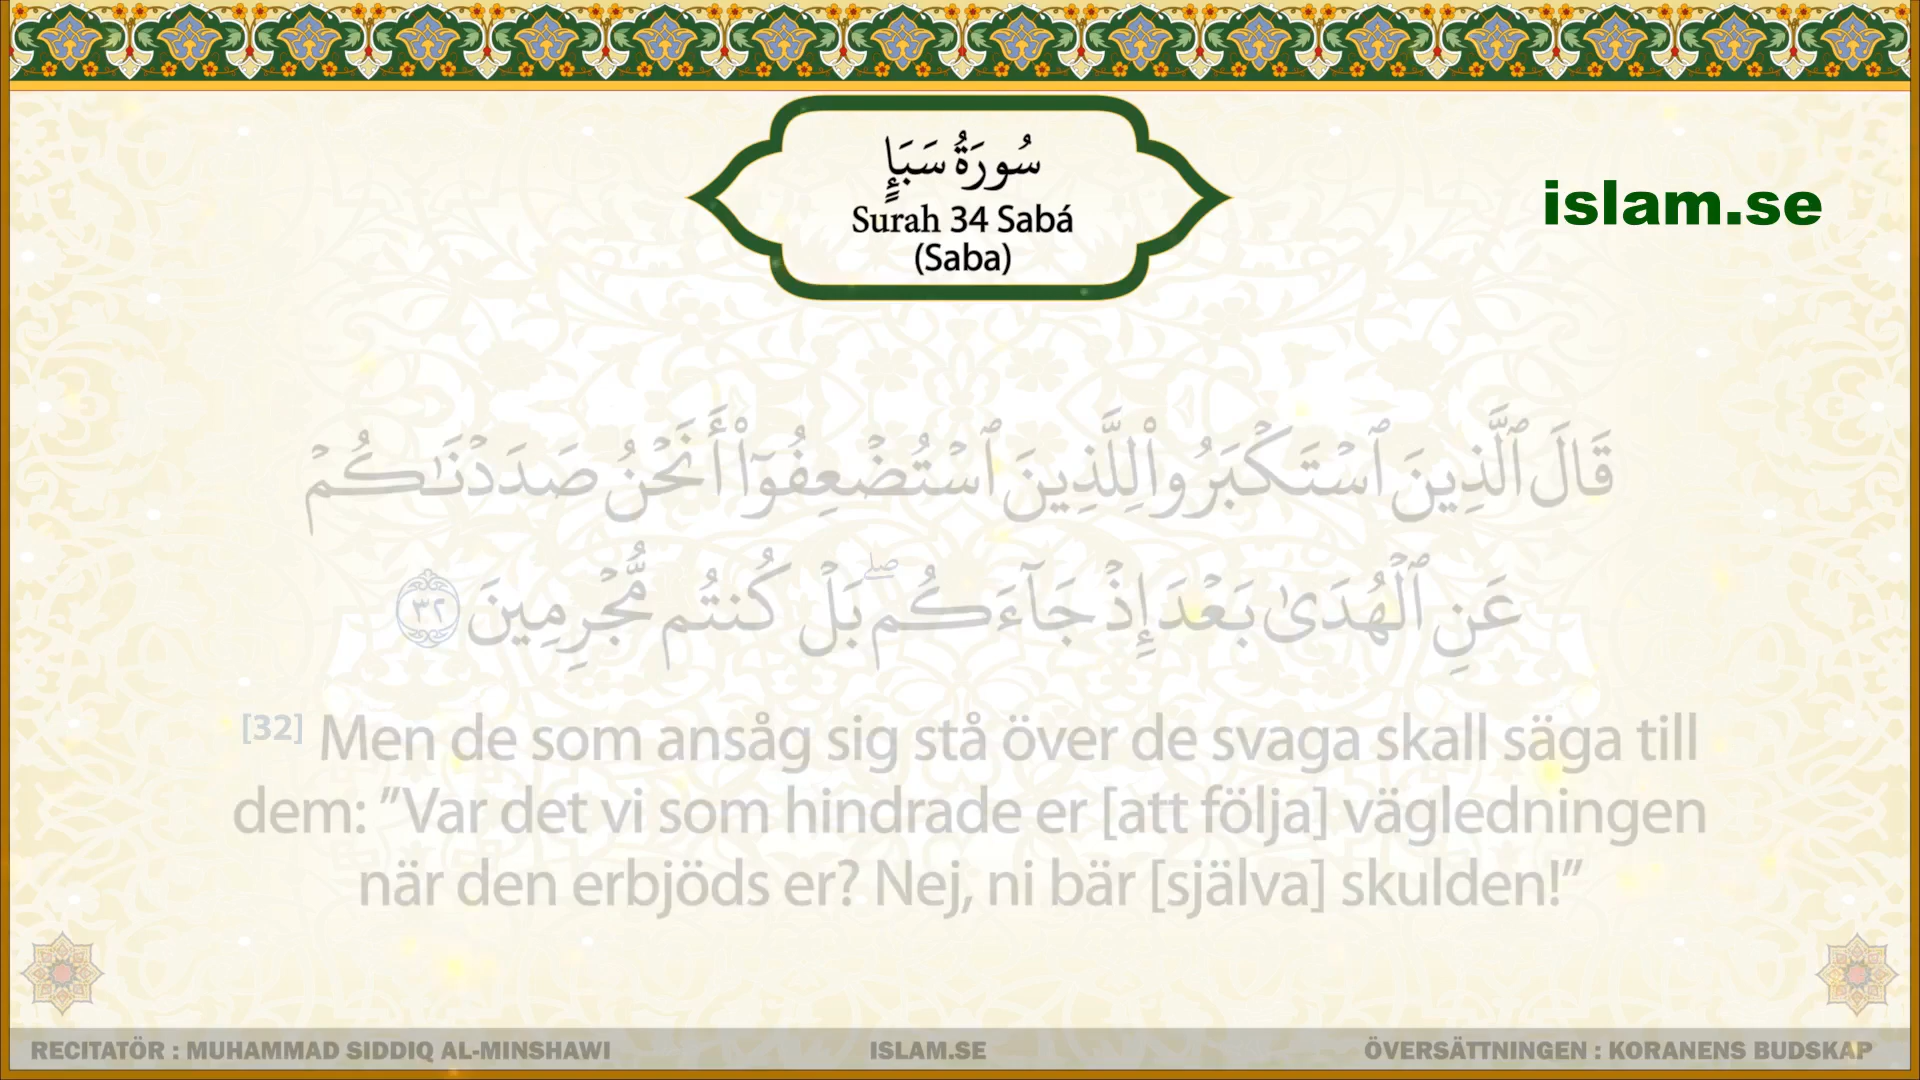 سُورَةُ سَبَإٍ
Surah 34 Sabá
(Saba)
islam.se
قَالَ ٱلَّذِينَ ٱسۡتَكۡبَرُواْ لِلَّذِينَ ٱسۡتُضۡعِفُوٓاْ أَنَحۡنُ صَدَدۡنَٰكُمۡ
عَنِ ٱلۡهُدَىٰ بَعۡدَ إِذۡ جَآءَكُمۖ بَلۡ كُنتُم مُّجۡرِمِينَ ٣٢
[32] Men de som ansåg sig stå över de svaga skall säga till
dem: ”Var det vi som hindrade er [att följa] vägledningen
när den erbjöds er? Nej, ni bär [själva] skulden!”
RECITATÖR : MUHAMMAD SIDDIQ AL-MINSHAWI
ISLAM.SE
ÖVERSÄTTNINGEN : KORANENS BUDSKAP